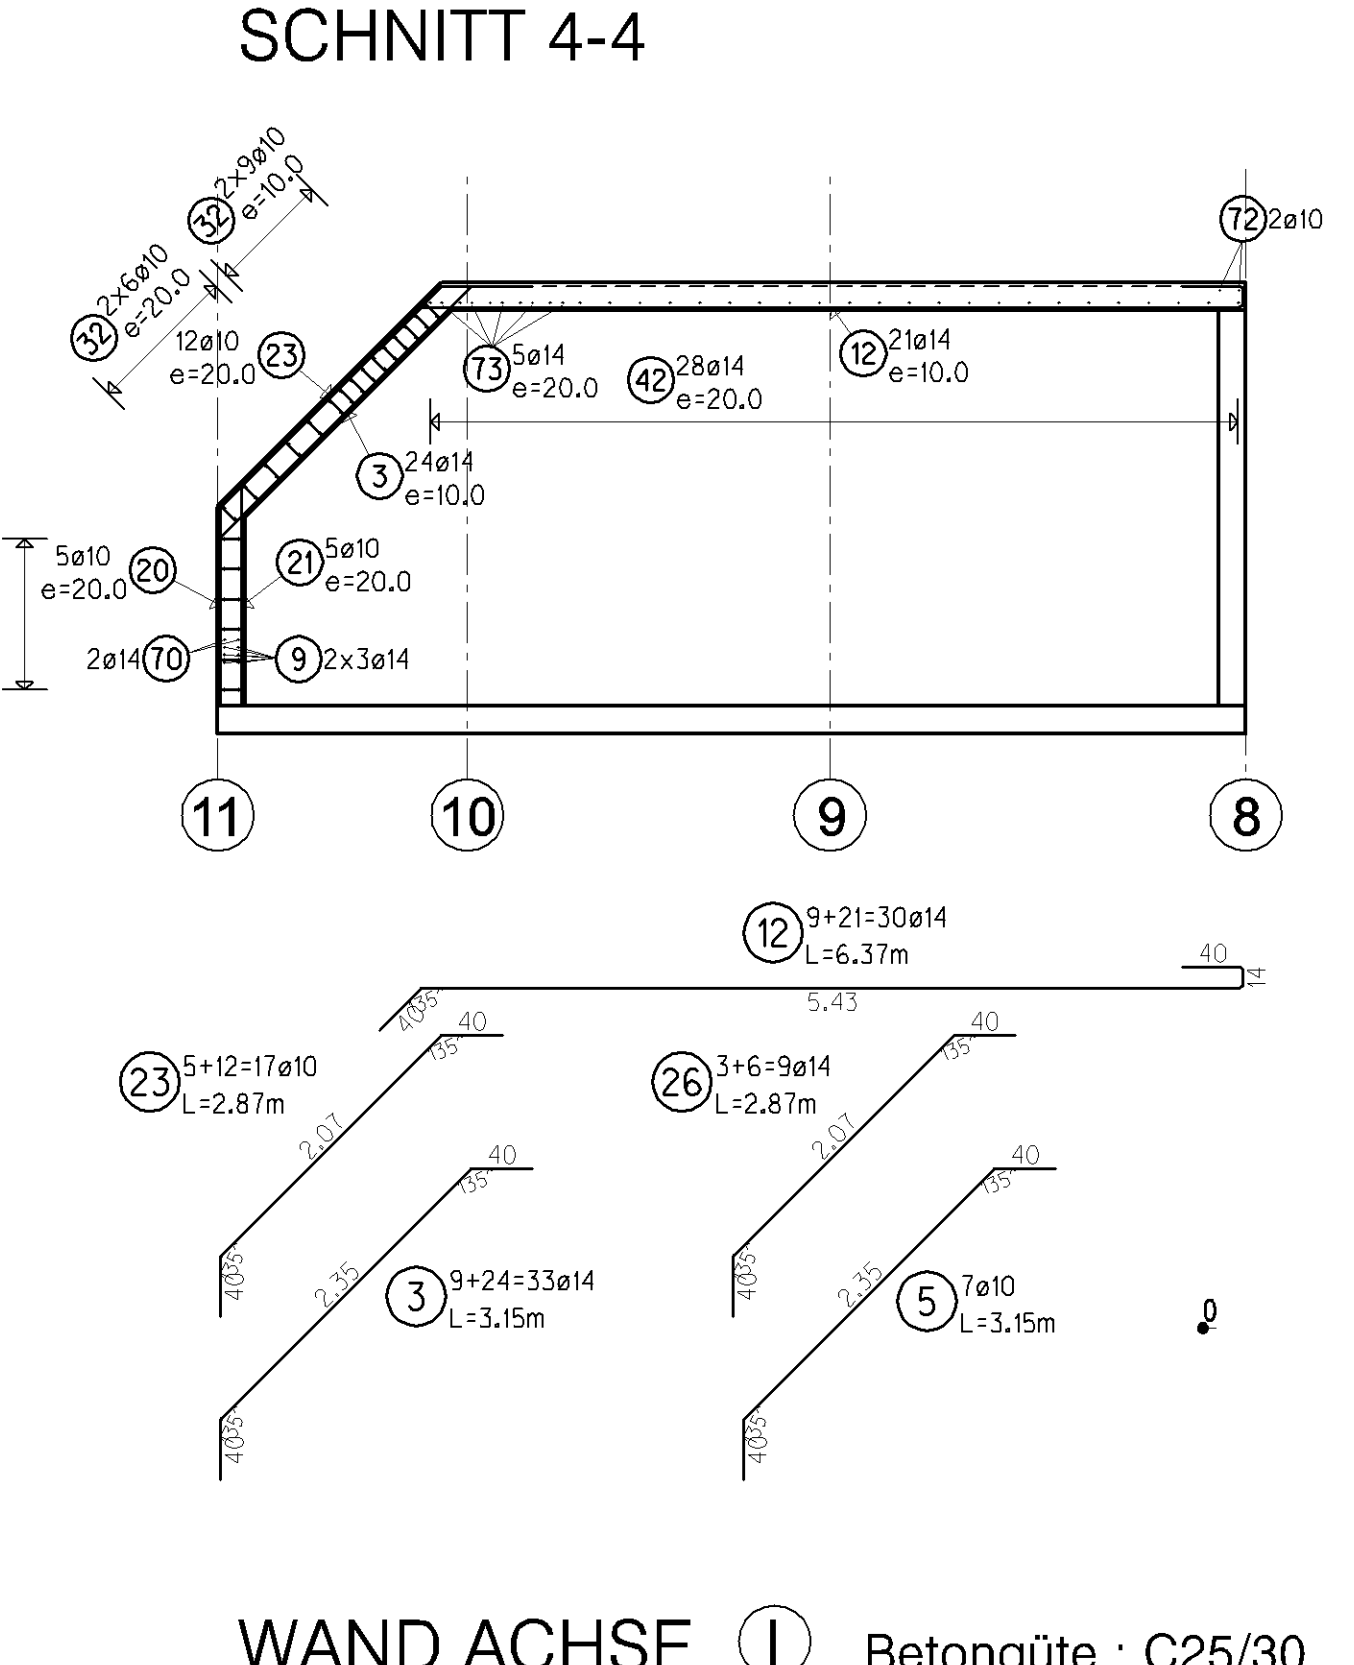 SCHNITT 4-4
32 2x9ø10
e=10.0
32 2x6ø10
e=20.0
72 2ø10
12ø10
e=20.0
23
73 5ø14
e=20.0
42 28ø14
e=20.0
12 21ø14
e=10.0
3 24ø14
e=10.0
5ø10
e=20.0
20
21 5ø10
e=20.0
2ø14 70
9 2x3ø14
11 10 9 8
12 9+21=30ø14
L=6.37m
40
14
5.43
40
135°
23 5+12=17ø10
L=2.87m
40
135°
2.07
135°
40
26 3+6=9ø14
L=2.87m
40
135°
2.07
135°
40
3 9+24=33ø14
L=3.15m
40
135°
2.35
135°
40
5 7ø10
L=3.15m
40
135°
2.35
135°
40
0
WAND ACHSE I Betongüte : C25/30